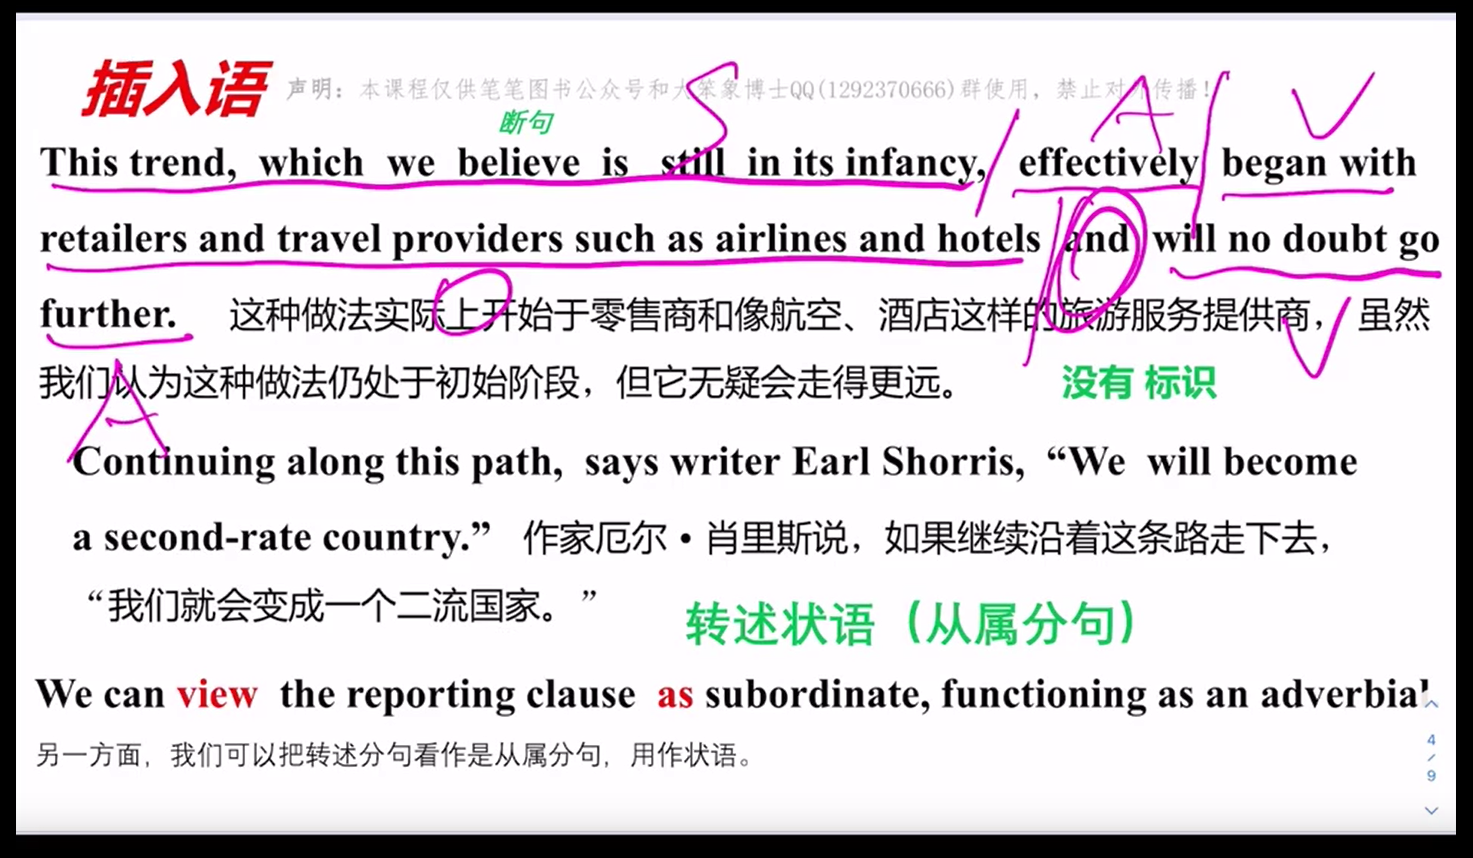 插入语 声明：本课程仅供笔笔图书公众号和大笨象博士QQ(1292370666)群使用，禁止对外传播！
断句
S A V
This trend, which we believe is still in its infancy, effectively began with
retailers and travel providers such as airlines and hotels and will no doubt go
further. 这种做法实际上开始于零售商和像航空、酒店这样的旅游服务提供商，虽然
我们认为这种做法仍处于初始阶段，但它无疑会走得更远。 没有 标识
A V
Continuing along this path, says writer Earl Shorris, “We will become
a second-rate country.” 作家厄尔·肖里斯说，如果继续沿着这条路走下去，
“我们就会变成一个二流国家。”
转述状语（从属分句）
We can view the reporting clause as subordinate, functioning as an adverbial
另一方面，我们可以把转述分句看作是从属分句，用作状语。
4
/
9